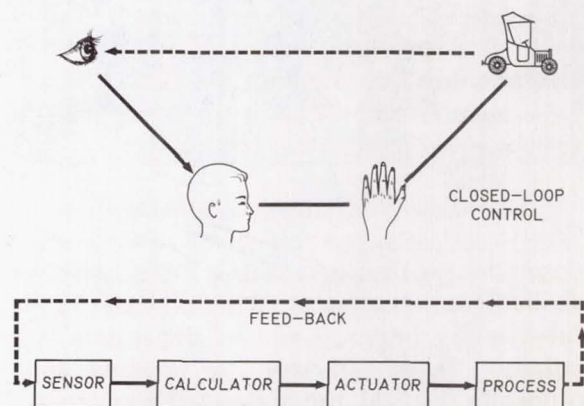 CLOSED-LOOP
CONTROL
FEED-BACK
SENSOR
CALCULATOR
ACTUATOR
PROCESS